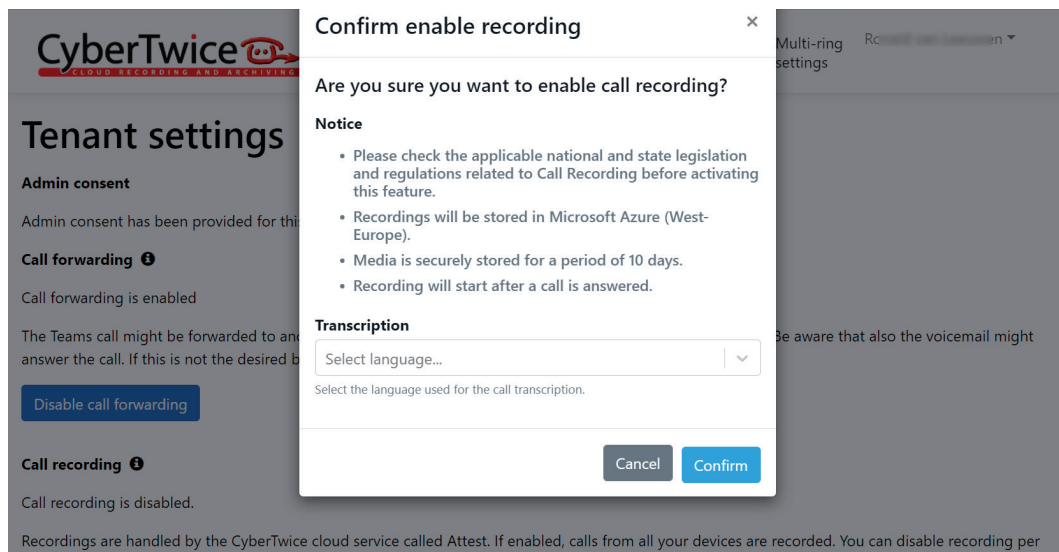 CyberTwice
CLOUD RECORDING AND ARCHIVING
Multi-ring
settings
Tenant settings
Admin consent
Admin consent has been provided for
Call forwarding
Call forwarding is enabled
The Teams call might be forwarded to
Be aware that also the voicemail might
answer the call. If this is not the desired
Disable call forwarding
Call recording
Call recording is disabled.
Recordings are handled by the CyberTwice cloud service called Attest. If enabled, calls from all your devices are recorded. You can disable recording per
Confirm enable recording
×
Are you sure you want to enable call recording?
Notice
• Please check the applicable national and state legislation
and regulations related to Call Recording before activating
this feature.
• Recordings will be stored in Microsoft Azure (West-
Europe).
• Media is securely stored for a period of 10 days.
• Recording will start after a call is answered.
Transcription
Select language...
Select the language used for the call transcription.
Cancel
Confirm